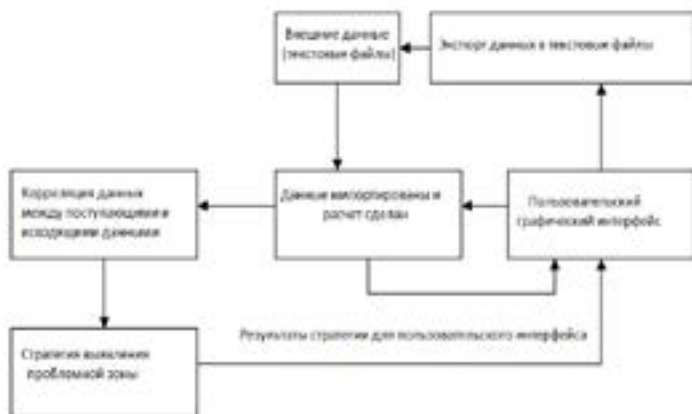 Внешние данные
(текстовые файлы)
Экспорт данных в текстовые файлы
Корреляция данных
между поступающими и
исходящими данными
Данные импортированы и
расчет сделан
Пользовательский
графический интерфейс
Результаты стратегии для пользовательского интерфейса
Стратегия выявления
проблемной зоны